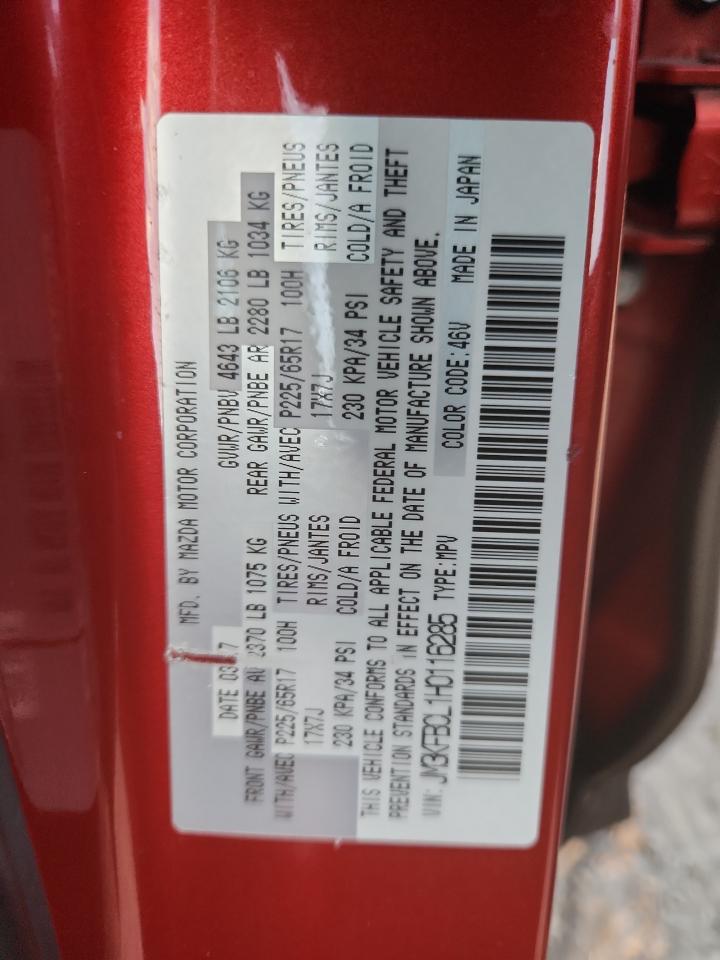 MFD. BY MAZDA MOTOR CORPORATION
DATE GVWR/PNBV 4643 LB 2106 KG
FRONT GAWR/PNBE AV 2370 LB 1075 KG REAR GAWR/PNBE AR 2280 LB 1034 KG
WITH/AVEC P225/65R17 100H TIRES/PNEUS WITH/AVEC P225/65R17 100H TIRES/PNEUS
17X7J RIMS/JANTES 17X7J RIMS/JANTES
230 KPA/34 PSI COLD/A FROID 230 KPA/34 PSI COLD/A FROID
THIS VEHICLE CONFORMS TO ALL APPLICABLE FEDERAL MOTOR VEHICLE SAFETY AND THEFT
PREVENTION STANDARDS IN EFFECT ON THE DATE OF MANUFACTURE SHOWN ABOVE.
VIN: JM3KFBCL1H0116285 TYPE:MPV COLOR CODE:46V MADE IN JAPAN